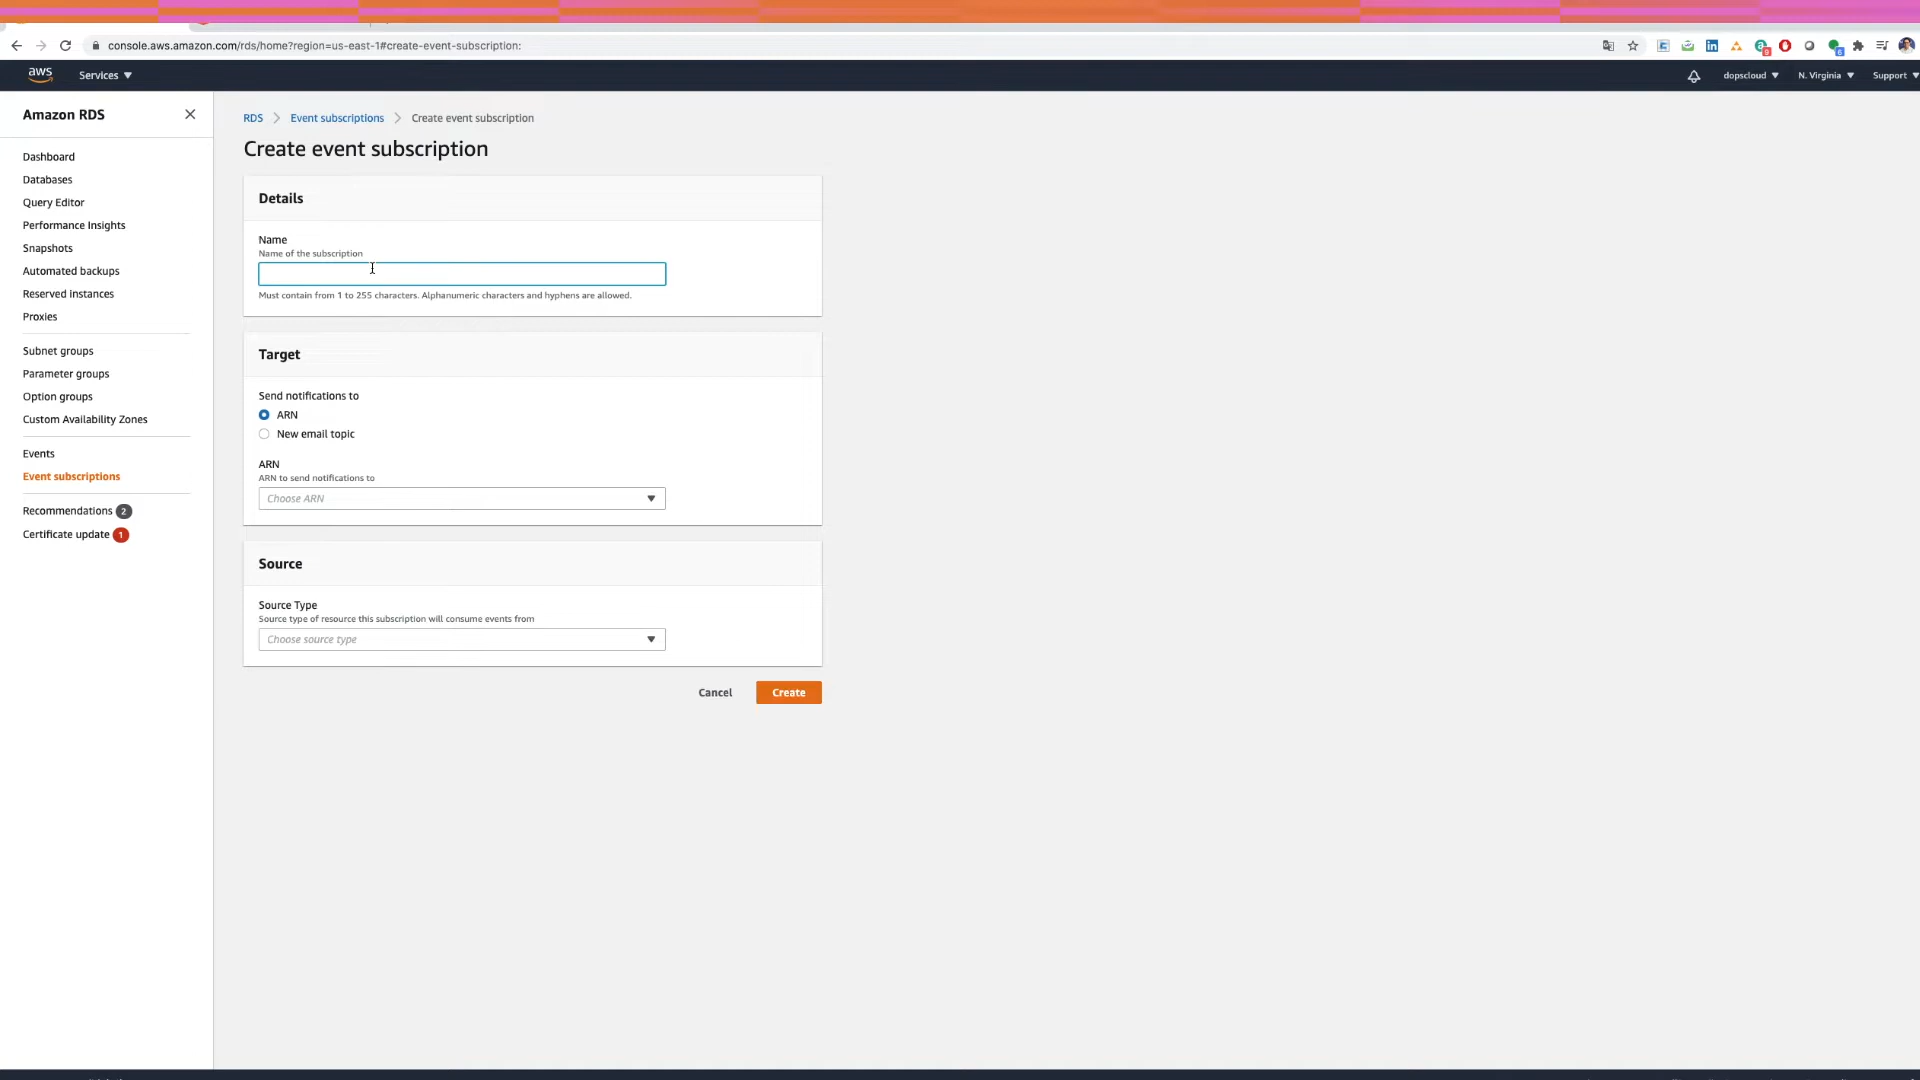 console.aws.amazon.com/rds/home?region=us-east-1#create-event-subscription:
aws Services dopscloud N. Virginia Support
Amazon RDS
Dashboard
Databases
Query Editor
Performance Insights
Snapshots
Automated backups
Reserved instances
Proxies
Subnet groups
Parameter groups
Option groups
Custom Availability Zones
Events
Event subscriptions
Recommendations 2
Certificate update 1
RDS Event subscriptions Create event subscription
Create event subscription
Details
Name
Name of the subscription
Must contain from 1 to 255 characters. Alphanumeric characters and hyphens are allowed.
Target
Send notifications to
ARN
New email topic
ARN
ARN to send notifications to
Choose ARN
Source
Source Type
Source type of resource this subscription will consume events from
Choose source type
Cancel Create